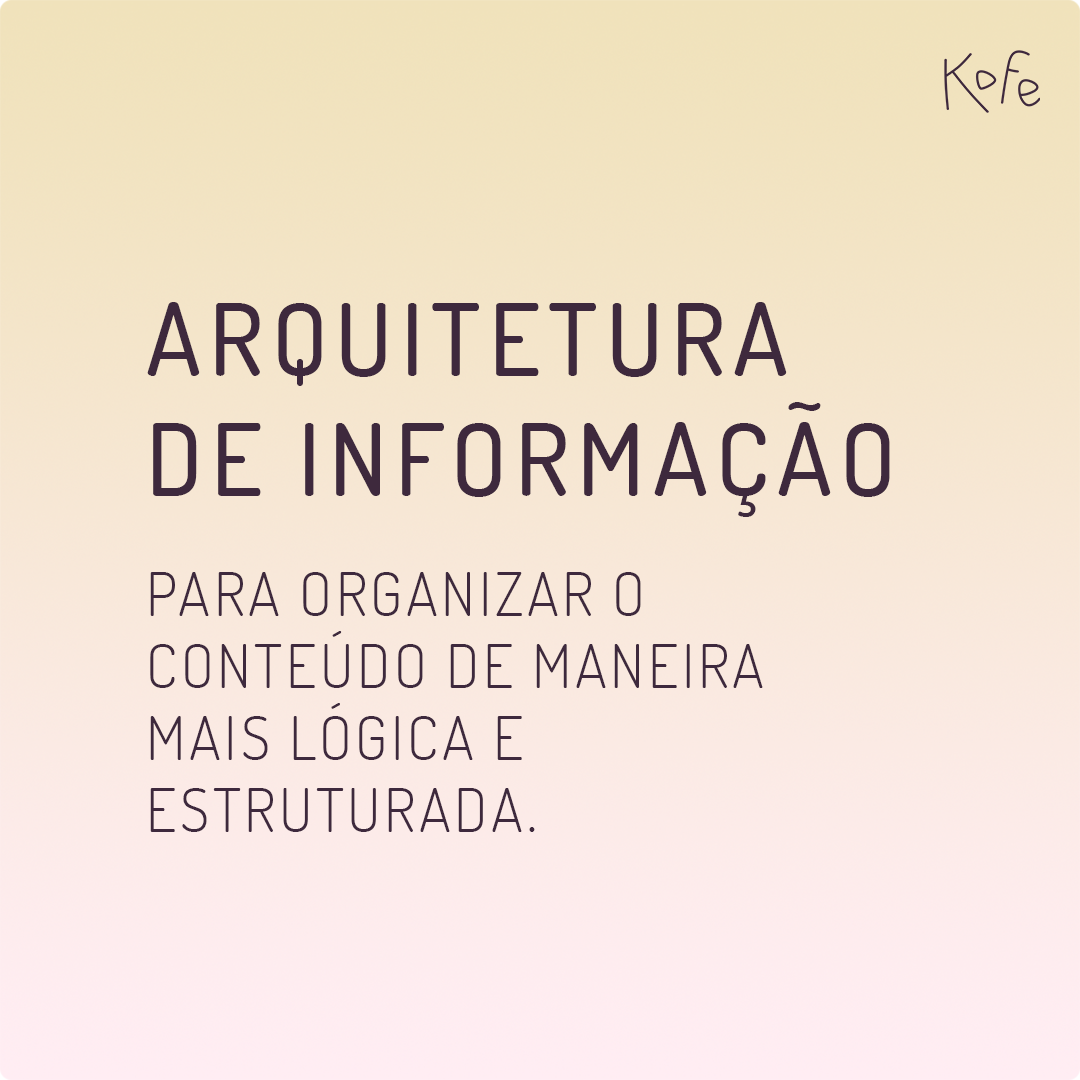 Kofe
ARQUITETURA
DE INFORMAÇÃO
PARA ORGANIZAR O
CONTEÚDO DE MANEIRA
MAIS LÓGICA E
ESTRUTURADA.